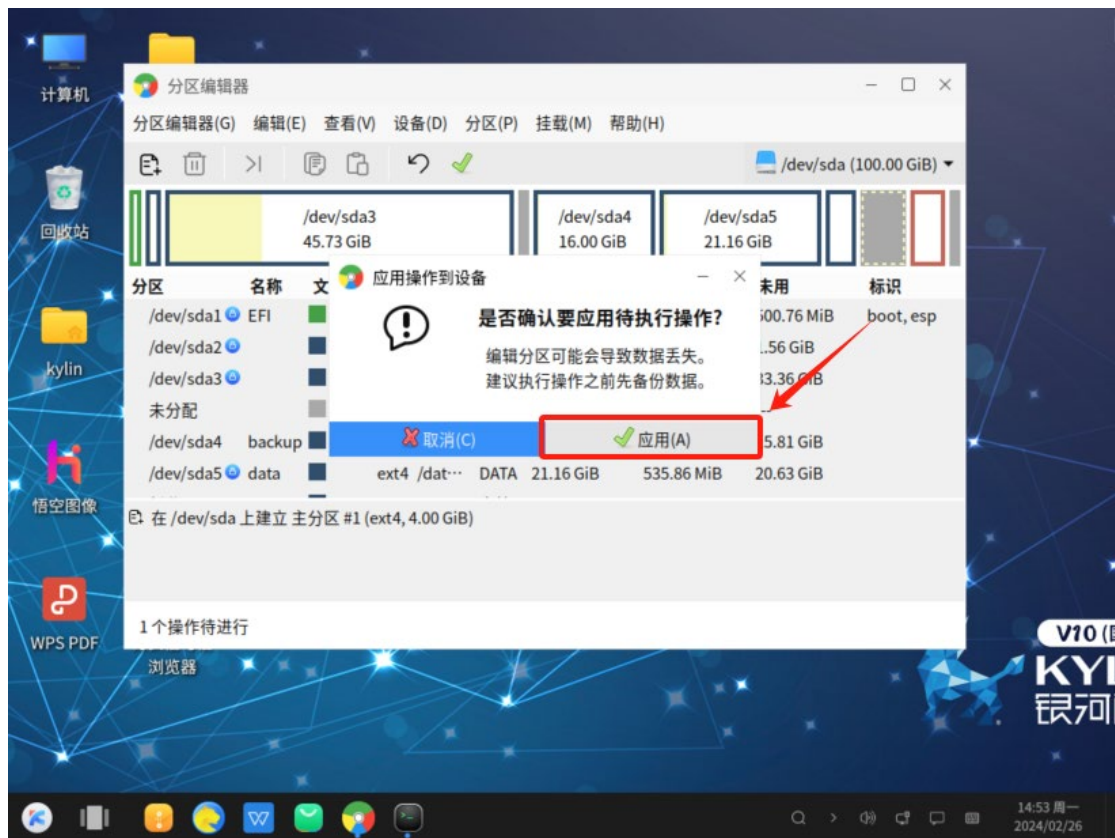 计算机
回收站
kylin
悟空图像
WPS PDF
浏览器
分区编辑器
分区编辑器(G) 编辑(E) 查看(V) 设备(D) 分区(P) 挂载(M) 帮助(H)
/dev/sda (100.00 GiB)
/dev/sda3 /dev/sda4 /dev/sda5
45.73 GiB 16.00 GiB 21.16 GiB
分区 名称 文 未用 标识
/dev/sda1 EFI 500.76 MiB boot, esp
/dev/sda2 .56 GiB
/dev/sda3 33.36 GiB
未分配 --
/dev/sda4 backup 5.81 GiB
/dev/sda5 data ext4 /dat… DATA 21.16 GiB 535.86 MiB 20.63 GiB
应用操作到设备
是否确认要应用待执行操作?
编辑分区可能会导致数据丢失。
建议执行操作之前先备份数据。
取消(C) 应用(A)
在 /dev/sda 上建立 主分区 #1 (ext4, 4.00 GiB)
1 个操作待进行
V10
KY
银河
14:53 周一
2024/02/26